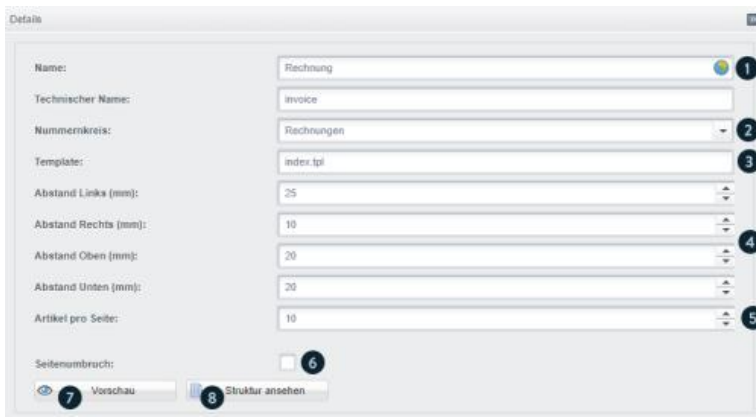 Details
Name: Rechnung 1
Technischer Name: invoice
Nummernkreis: Rechnungen 2
Template: index.tpl 3
Abstand Links (mm): 25
Abstand Rechts (mm): 10
4
Abstand Oben (mm): 20
Abstand Unten (mm): 20
Artikel pro Seite: 10 5
Seitenumbruch: 6
7 Vorschau 8 Struktur ansehen